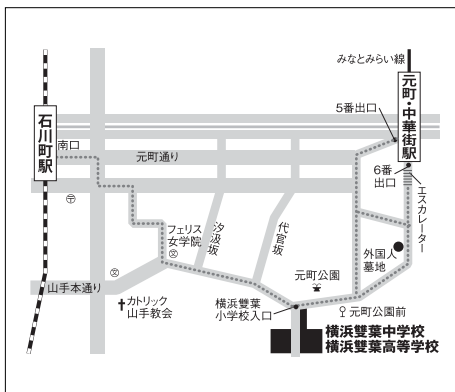 みなとみらい線
元町・中華街駅
5番出口
石川町駅
南口
元町通り
6番
出口
エスカレーター
フェリス
女学院
汐汲坂
代官坂
外国人
墓地
元町公園
山手本通り
カトリック
山手教会
横浜雙葉
小学校入口
元町公園前
横浜雙葉中学校
横浜雙葉高等学校